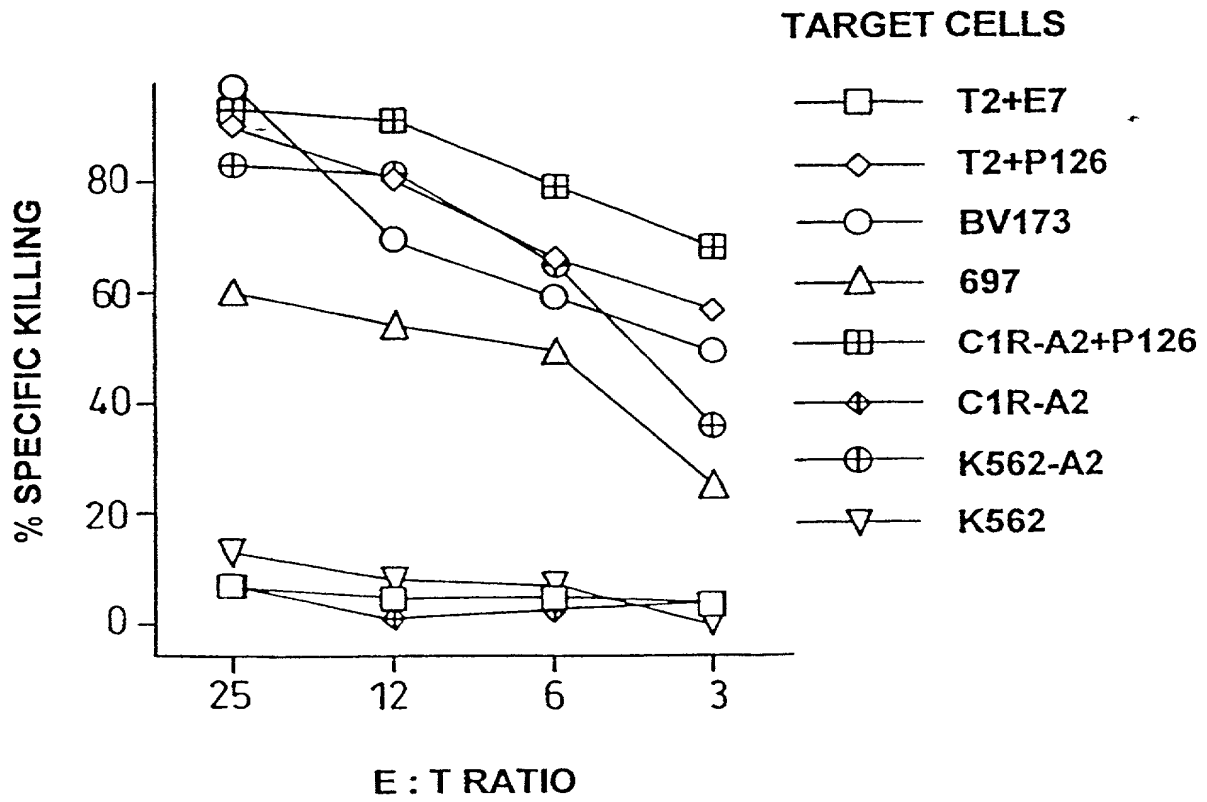 TARGET CELLS
T2+E7
T2+P126
BV173
697
C1R-A2+P126
C1R-A2
K562-A2
K562
% SPECIFIC KILLING
80
60
40
20
0
25 12 6 3
E : T RATIO